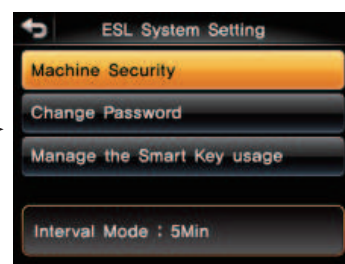 ESL System Setting
Machine Security
Change Password
Manage the Smart Key usage
Interval Mode : 5Min